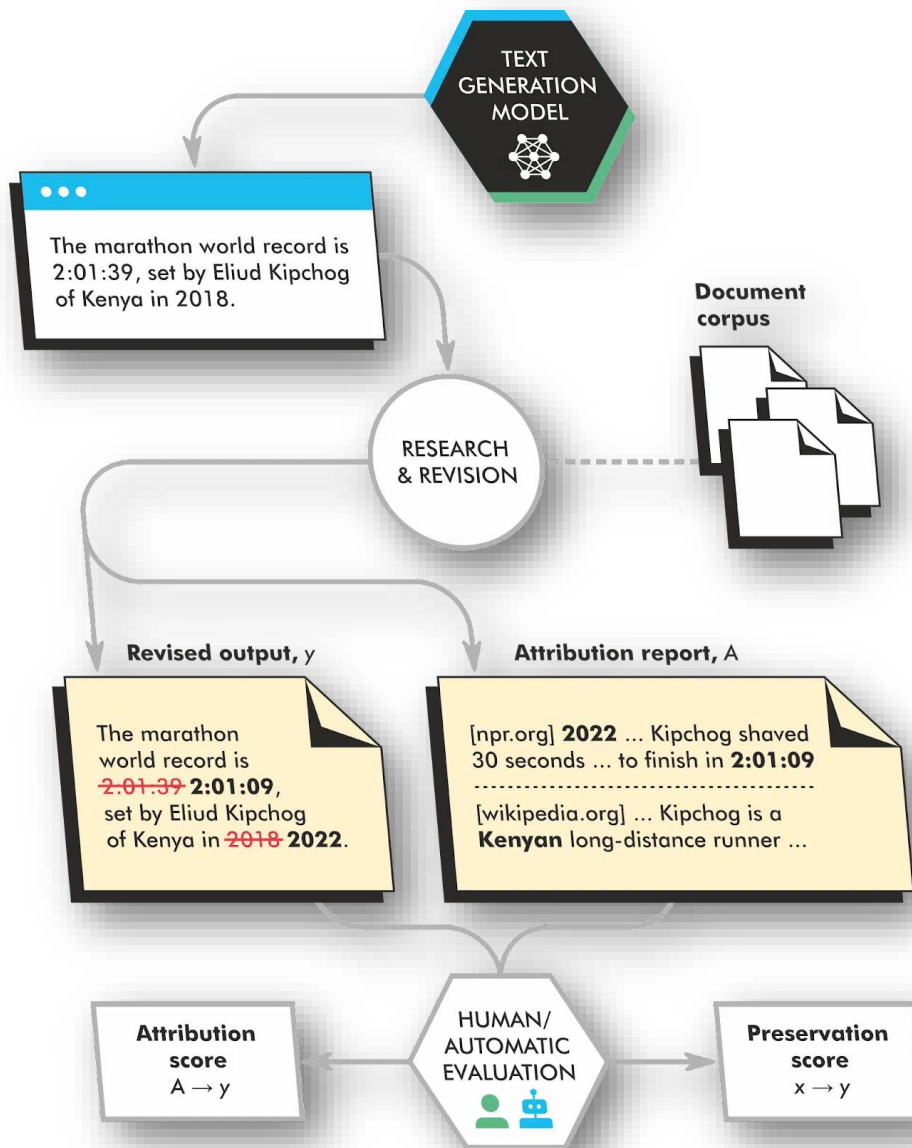 TEXT
GENERATION
MODEL
The marathon world record is
2:01:39, set by Eliud Kipchog
of Kenya in 2018.
Document
corpus
RESEARCH
& REVISION
Revised output, y
The marathon
world record is
2:01:39 2:01:09,
set by Eliud Kipchog
of Kenya in 2018 2022.
Attribution report, A
[npr.org] 2022 ... Kipchog shaved
30 seconds ... to finish in 2:01:09
[wikipedia.org] ... Kipchog is a
Kenyan long-distance runner ...
HUMAN/
AUTOMATIC
EVALUATION
Attribution
score
A → y
Preservation
score
x → y